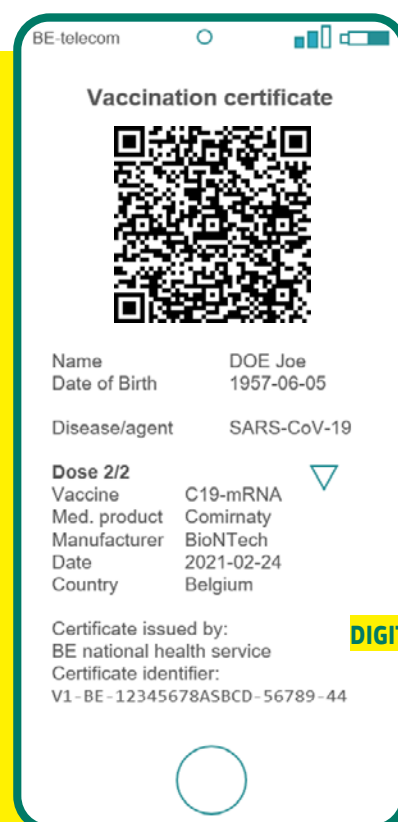 BE-telecom
Vaccination certificate
Name DOE Joe
Date of Birth 1957-06-05
Disease/agent SARS-CoV-19
Dose 2/2
Vaccine C19-mRNA
Med. product Comirnaty
Manufacturer BioNTech
Date 2021-02-24
Country Belgium
Certificate issued by:
BE national health service
Certificate identifier:
V1-BE-12345678ASBCD-56789-44
DIGIT